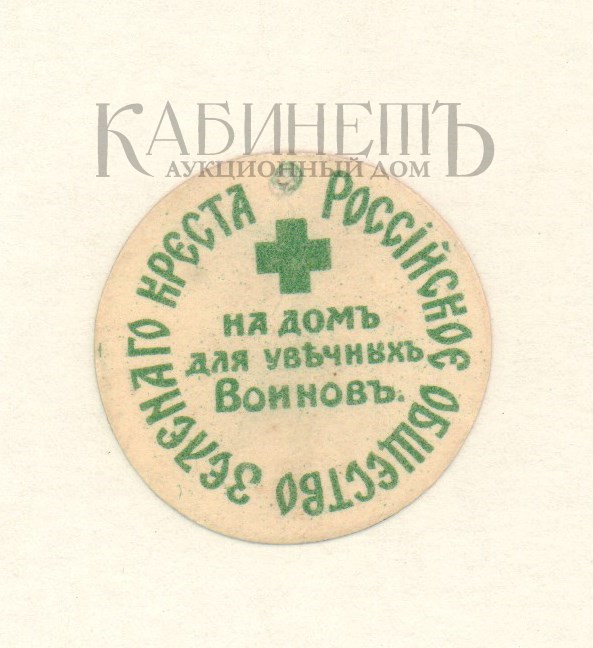 КАБИНЕТЪ
АУКЦИОННЫЙ ДОМ
РОССІЙСКОЕ ОБЩЕСТВО ЗЕЛЕНАГО КРЕСТА
НА ДОМЪ
ДЛЯ УВѢЧНЫХЪ
ВОИНОВЪ.